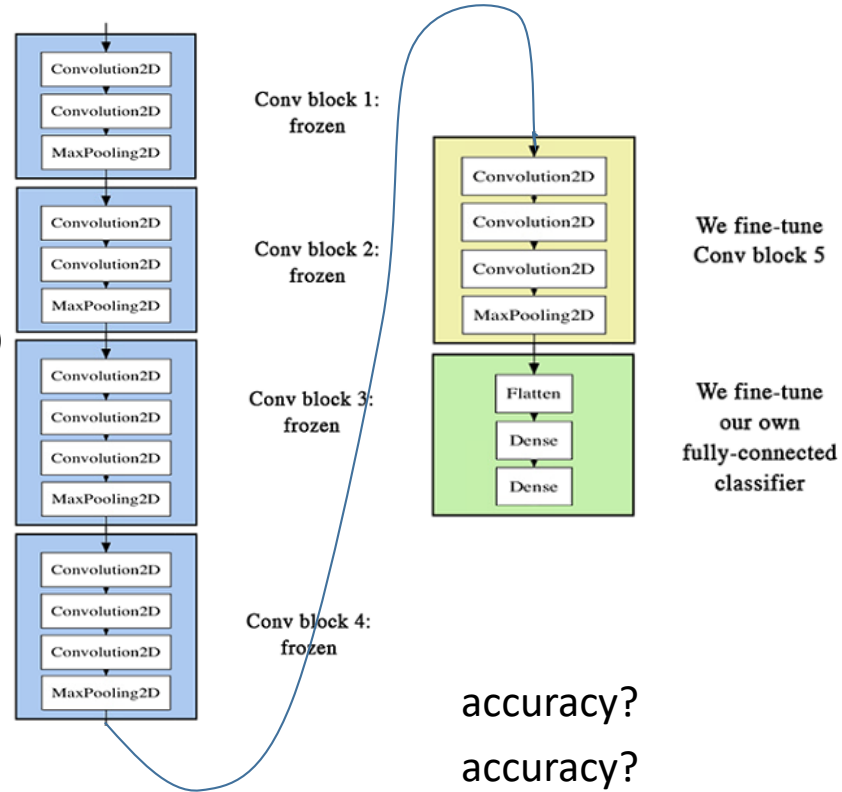 Convolution2D
Convolution2D
MaxPooling2D
Conv block 1:
frozen
Convolution2D
Convolution2D
MaxPooling2D
Conv block 2:
frozen
Convolution2D
Convolution2D
Convolution2D
MaxPooling2D
Conv block 3:
frozen
Convolution2D
Convolution2D
Convolution2D
MaxPooling2D
Conv block 4:
frozen
Convolution2D
Convolution2D
Convolution2D
MaxPooling2D
We fine-tune
Conv block 5
Flatten
Dense
Dense
We fine-tune
our own
fully-connected
classifier
accuracy?
accuracy?